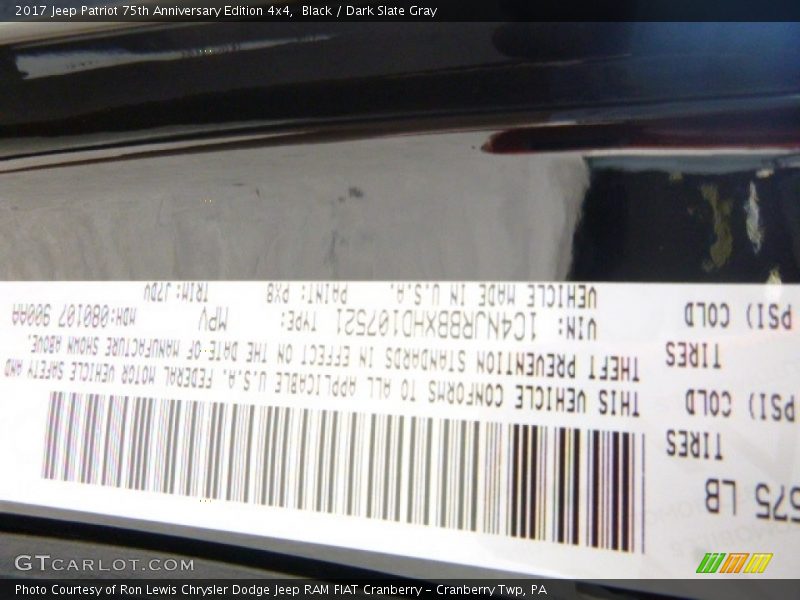 2017 Jeep Patriot 75th Anniversary Edition 4x4, Black / Dark Slate Gray
575 LB
TIRES
PSI) COLD
TIRES
PSI) COLD
THIS VEHICLE CONFORMS TO ALL APPLICABLE U.S.A. FEDERAL MOTOR VEHICLE SAFETY AND
THEFT PREVENTION STANDARDS IN EFFECT ON THE DATE OF MANUFACTURE SHOWN ABOVE.
VIN: 1C4NJRBBXHD107521 TYPE: MPV MDH:080107 900AA
VEHICLE MADE IN U.S.A. PAINT: PX8 TRIM: J7DV
GTCARLOT.COM
Photo Courtesy of Ron Lewis Chrysler Dodge Jeep RAM FIAT Cranberry - Cranberry Twp, PA